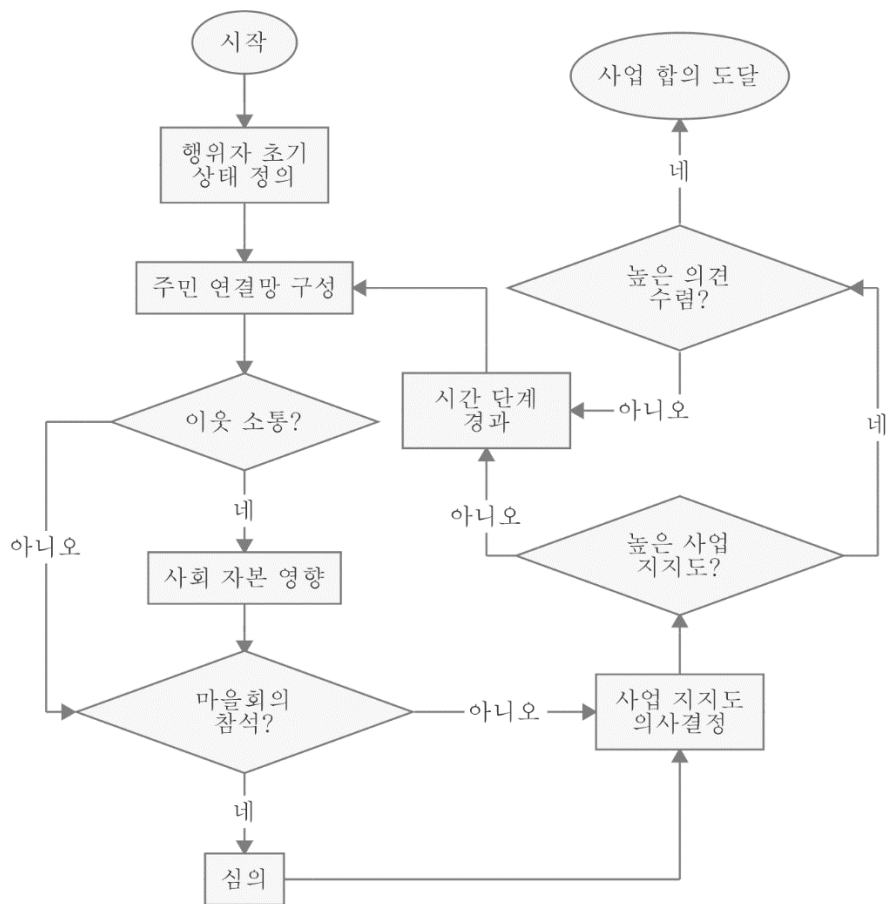 시작
행위자 초기
상태 정의
주민 연결망 구성
이웃 소통?
네
아니오
사회 자본 영향
마을회의
참석?
아니오
네
심의
사업 지지도
의사결정
높은 사업
지지도?
아니오
네
시간 단계
경과
높은 의견
수렴?
아니오
네
사업 합의 도달